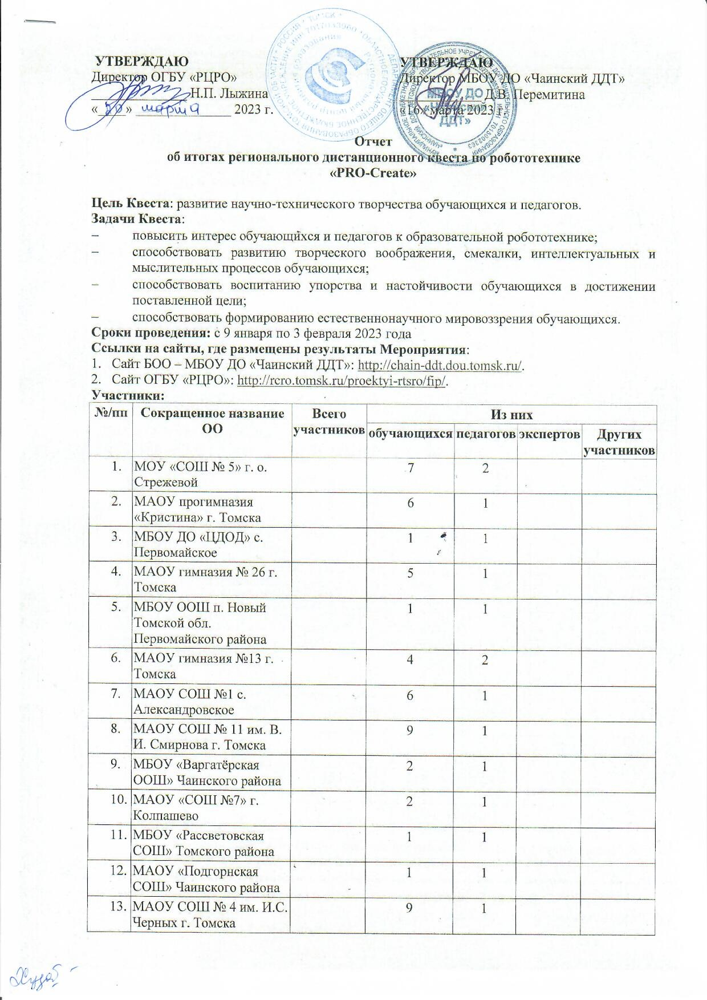 УТВЕРЖДАЮ
Директор ОГБУ «РЦРО»
______________Н.П. Лыжина
«20» марта 2023 г.
УТВЕРЖДАЮ
Директор МБОУ ДО «Чаинский ДДТ»
Д.В. Перемитина
«16» марта 2023 г.
МБОУ ДО
«Чаинский
ДДТ»
Отчет
об итогах регионального дистанционного квеста по робототехнике
«PRO-Create»
Цель Квеста: развитие научно-технического творчества обучающихся и педагогов.
Задачи Квеста:
– повысить интерес обучающихся и педагогов к образовательной робототехнике;
– способствовать развитию творческого воображения, смекалки, интеллектуальных и
мыслительных процессов обучающихся;
– способствовать воспитанию упорства и настойчивости обучающихся в достижении
поставленной цели;
– способствовать формированию естественнонаучного мировоззрения обучающихся.
Сроки проведения: с 9 января по 3 февраля 2023 года
Ссылки на сайты, где размещены результаты Мероприятия:
1. Сайт БОО – МБОУ ДО «Чаинский ДДТ»: http://chain-ddt.dou.tomsk.ru/.
2. Сайт ОГБУ «РЦРО»: http://rcro.tomsk.ru/proektyi-rtsro/fip/.
Участники:
№/пп Сокращенное название Всего Из них
ОО участников обучающихся педагогов экспертов Других
участников
1. МОУ «СОШ № 5» г. о. 7 2
Стрежевой
2. МАОУ прогимназия 6 1
«Кристина» г. Томска
3. МБОУ ДО «ЦДОД» с. 1 1
Первомайское
4. МАОУ гимназия № 26 г. 5 1
Томска
5. МБОУ ООШ п. Новый 1 1
Томской обл.
Первомайского района
6. МАОУ гимназия №13 г. 4 2
Томска
7. МАОУ СОШ №1 с. 6 1
Александровское
8. МАОУ СОШ № 11 им. В. 9 1
И. Смирнова г. Томска
9. МБОУ «Варгатёрская 2 1
ООШ» Чаинского района
10. МАОУ «СОШ №7» г. 2 1
Колпашево
11. МБОУ «Рассветовская 1 1
СОШ» Томского района
12. МАОУ «Подгорнская 1 1
СОШ» Чаинского района
13. МАОУ СОШ № 4 им. И.С. 9 1
Черных г. Томска